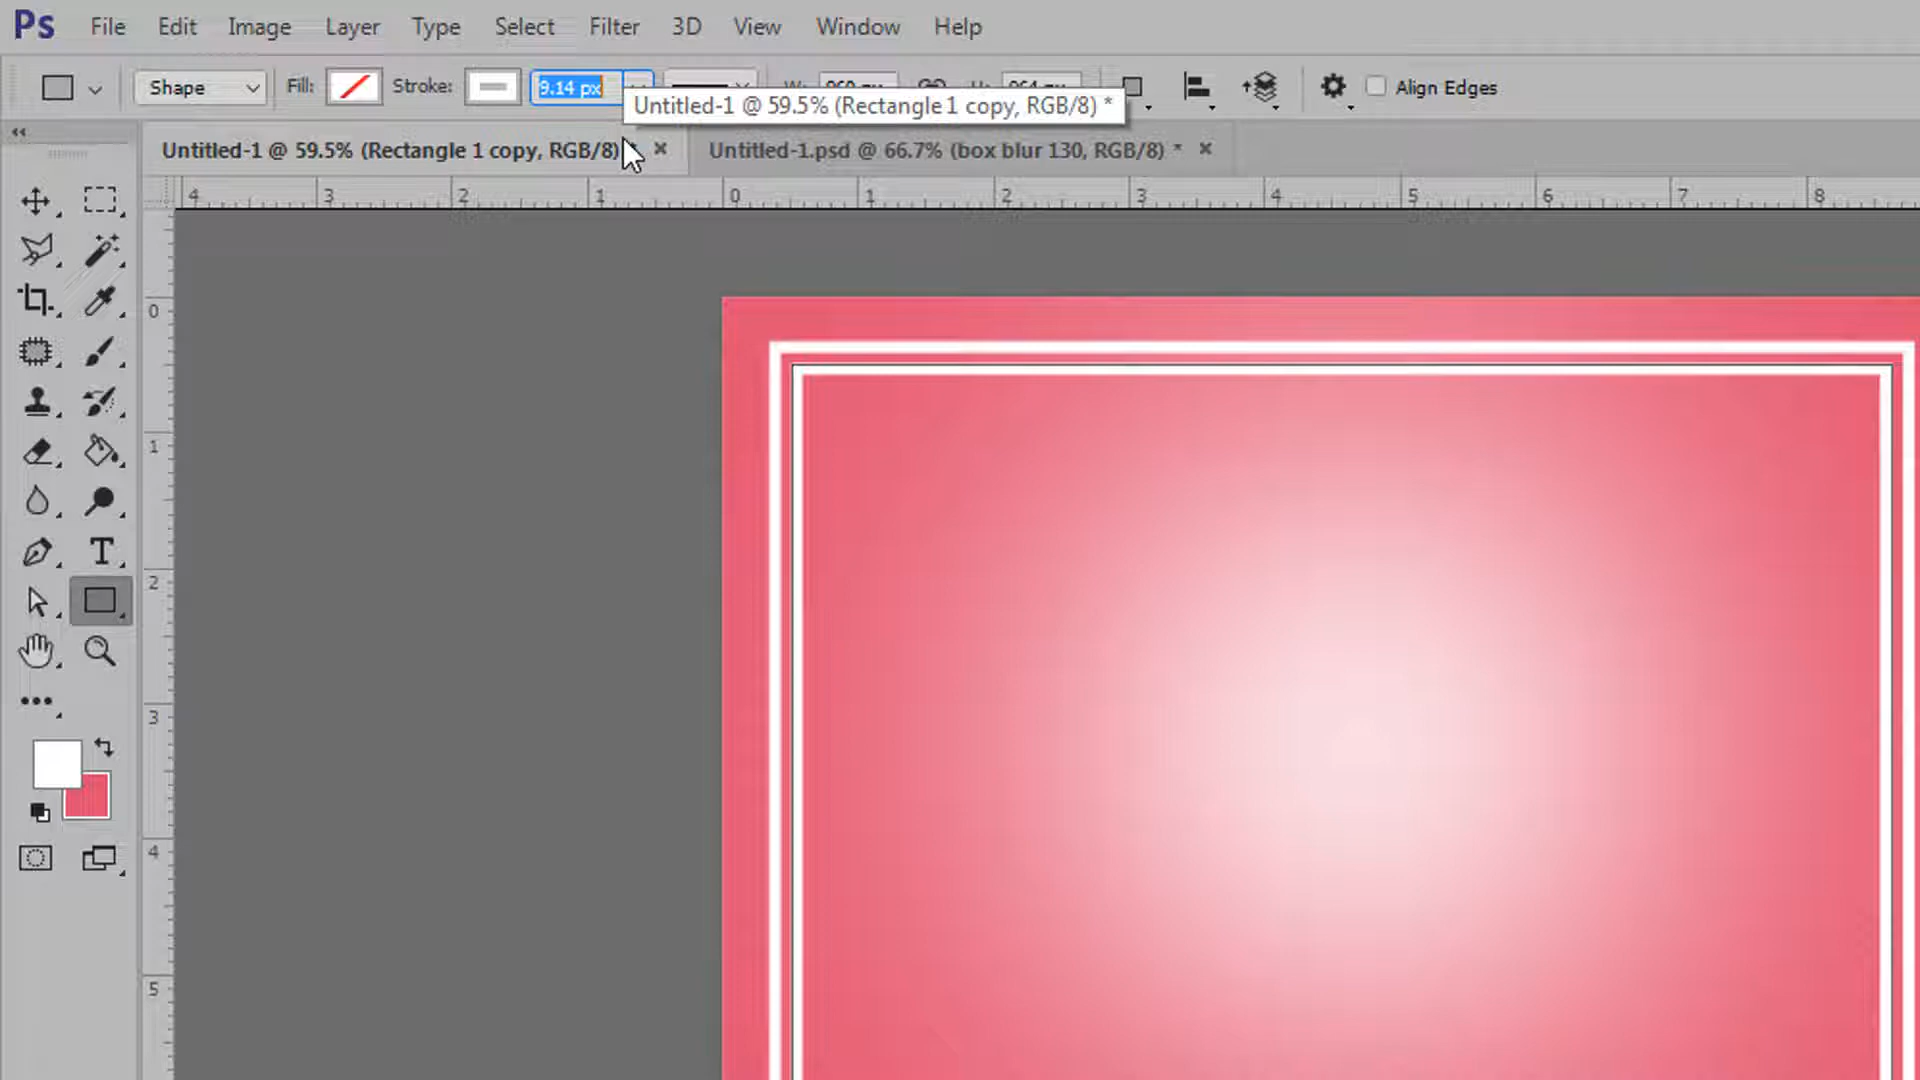 Ps File Edit Image Layer Type Select Filter 3D View Window Help
Shape Fill: Stroke: 9.14 px Align Edges
Untitled-1 @ 59.5% (Rectangle 1 copy, RGB/8) *
Untitled-1 @ 59.5% (Rectangle 1 copy, RGB/8) × Untitled-1.psd @ 66.7% (box blur 130, RGB/8) * ×
4 3 2 1 0 1 2 3 4 5 6 7 8
0
1
2
3
4
5
T